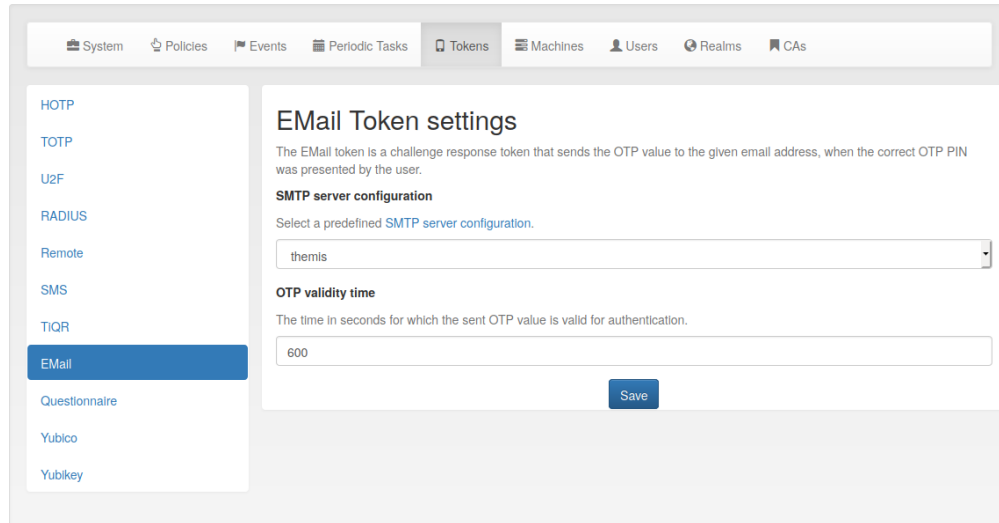 System Policies Events Periodic Tasks Tokens Machines Users Realms CAs
HOTP
TOTP
U2F
RADIUS
Remote
SMS
TiQR
EMail
Questionnaire
Yubico
Yubikey
EMail Token settings
The EMail token is a challenge response token that sends the OTP value to the given email address, when the correct OTP PIN
was presented by the user.
SMTP server configuration
Select a predefined SMTP server configuration.
themis
OTP validity time
The time in seconds for which the sent OTP value is valid for authentication.
600
Save